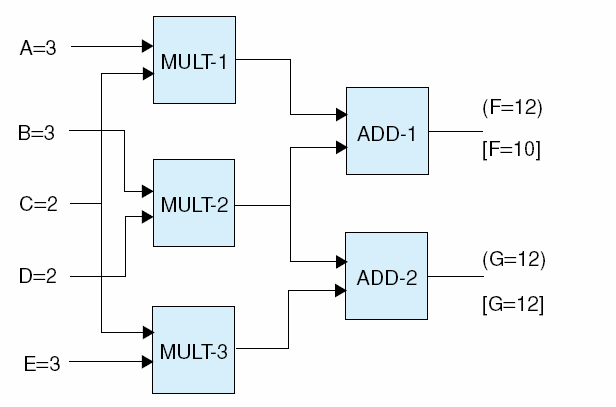 A=3
MULT-1
B=3
ADD-1
(F=12)
[F=10]
C=2
MULT-2
D=2
ADD-2
(G=12)
[G=12]
MULT-3
E=3